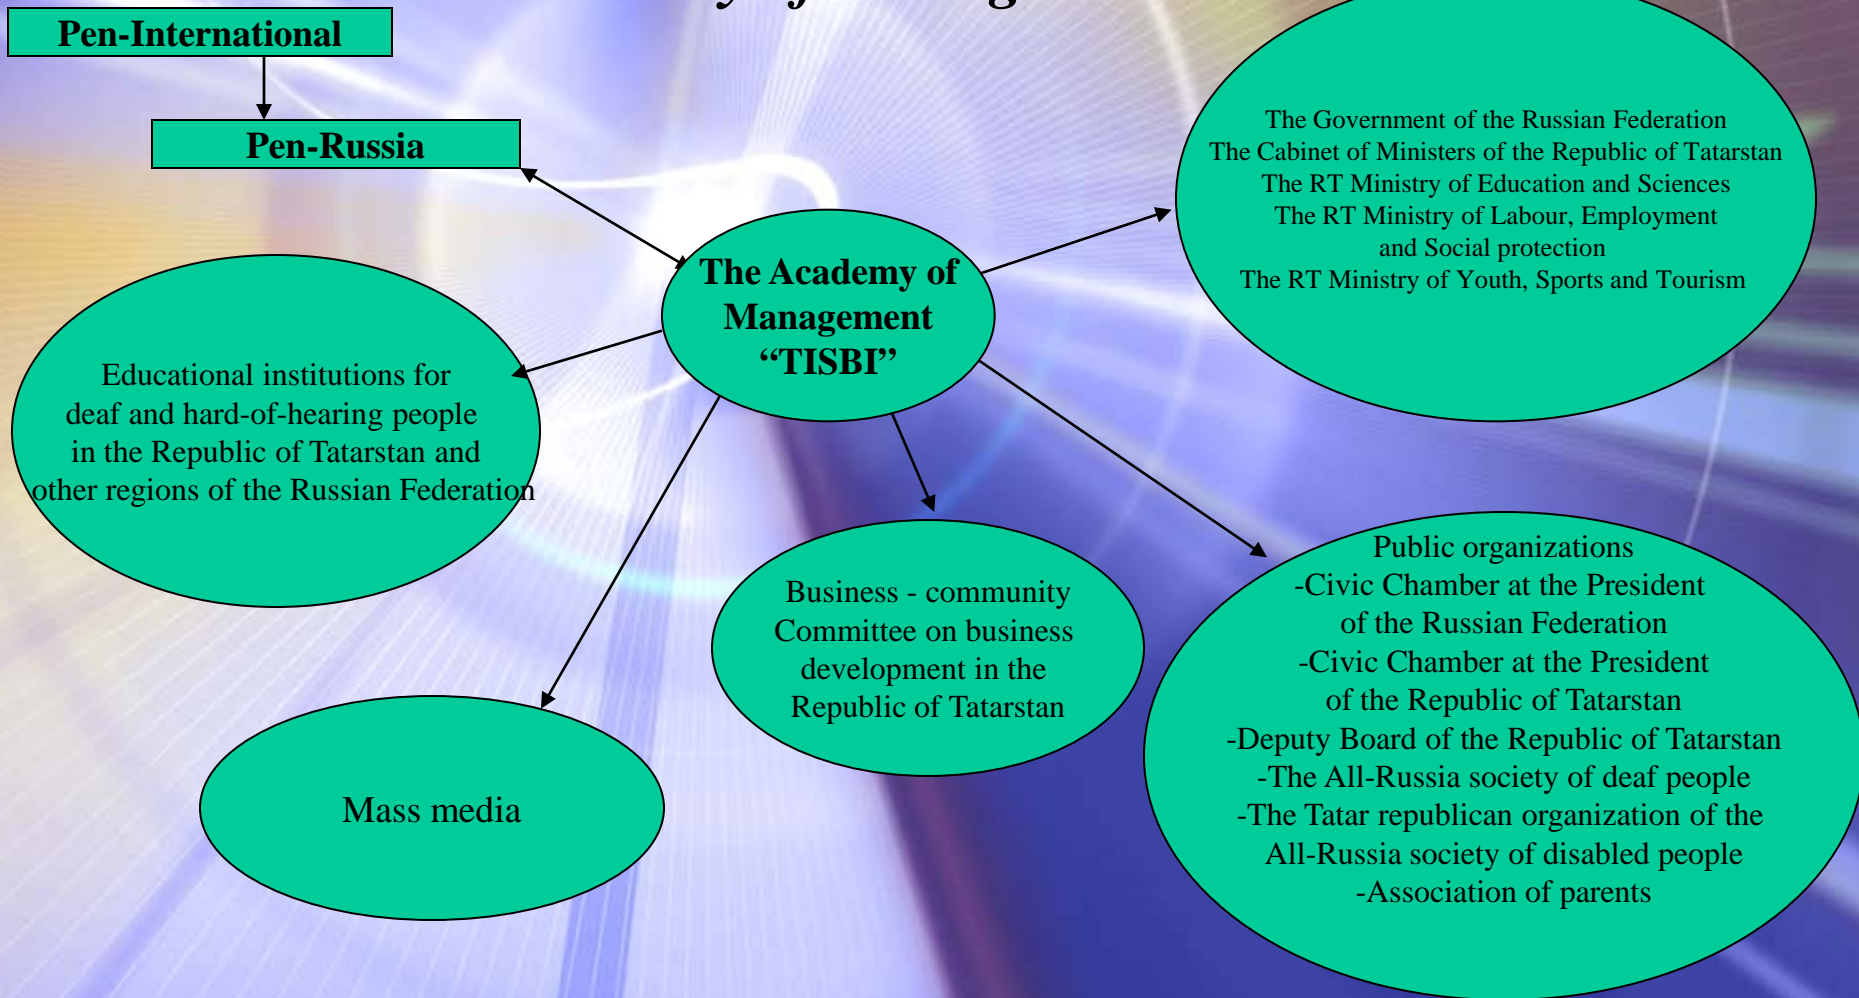 Pen-International
Pen-Russia
The Academy of
Management
“TISBI”
The Government of the Russian Federation
The Cabinet of Ministers of the Republic of Tatarstan
The RT Ministry of Education and Sciences
The RT Ministry of Labour, Employment
and Social protection
The RT Ministry of Youth, Sports and Tourism
Educational institutions for
deaf and hard-of-hearing people
in the Republic of Tatarstan and
other regions of the Russian Federation
Business - community
Committee on business
development in the
Republic of Tatarstan
Public organizations
-Civic Chamber at the President
of the Russian Federation
-Civic Chamber at the President
of the Republic of Tatarstan
-Deputy Board of the Republic of Tatarstan
-The All-Russia society of deaf people
-The Tatar republican organization of the
All-Russia society of disabled people
-Association of parents
Mass media